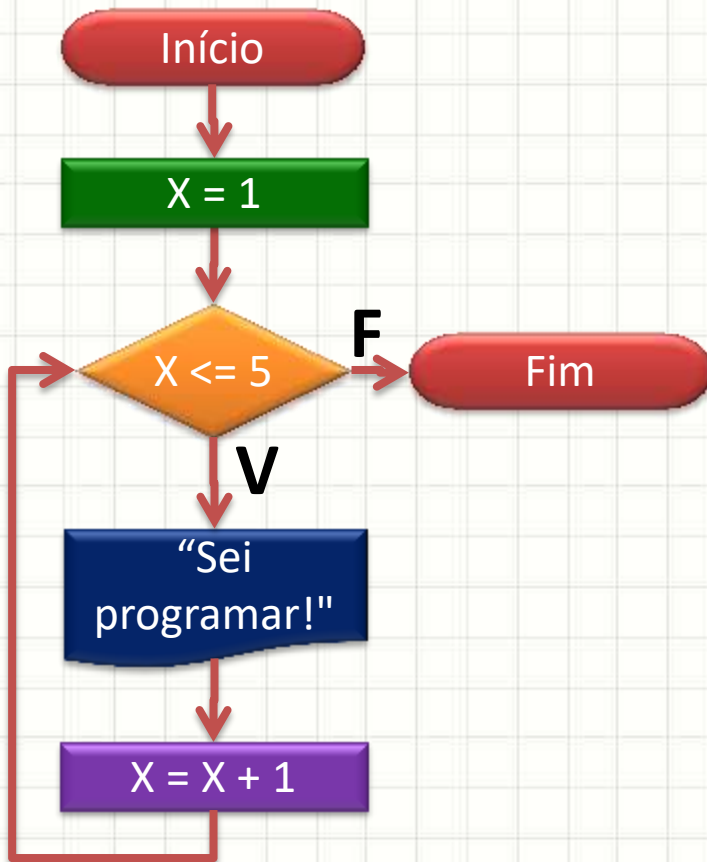 Início
X = 1
X <= 5
F
Fim
V
“Sei
programar!"
X = X + 1